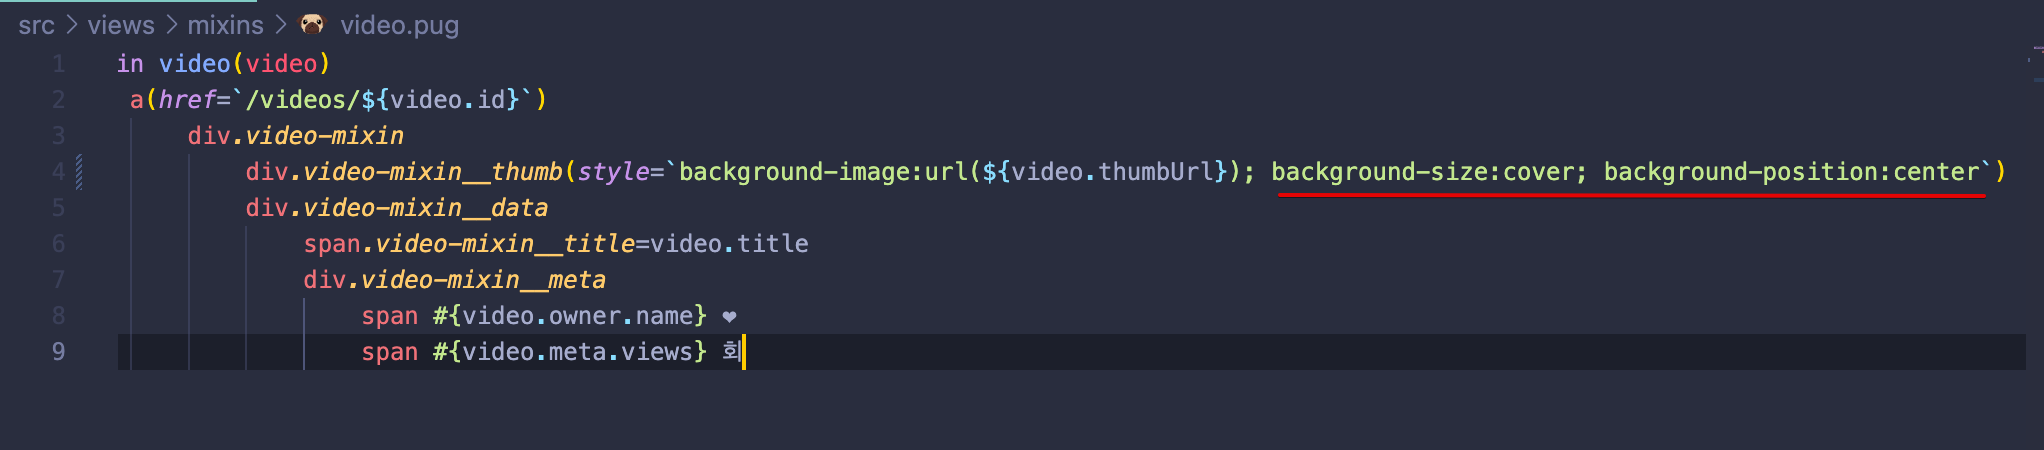 src > views > mixins > video.pug
1 in video(video)
2 a(href=`/videos/${video.id}`)
3 div.video-mixin
4 div.video-mixin__thumb(style=`background-image:url(${video.thumbUrl}); background-size:cover; background-position:center`)
5 div.video-mixin__data
6 span.video-mixin__title=video.title
7 div.video-mixin__meta
8 span #{video.owner.name} ❤
9 span #{video.meta.views} 회